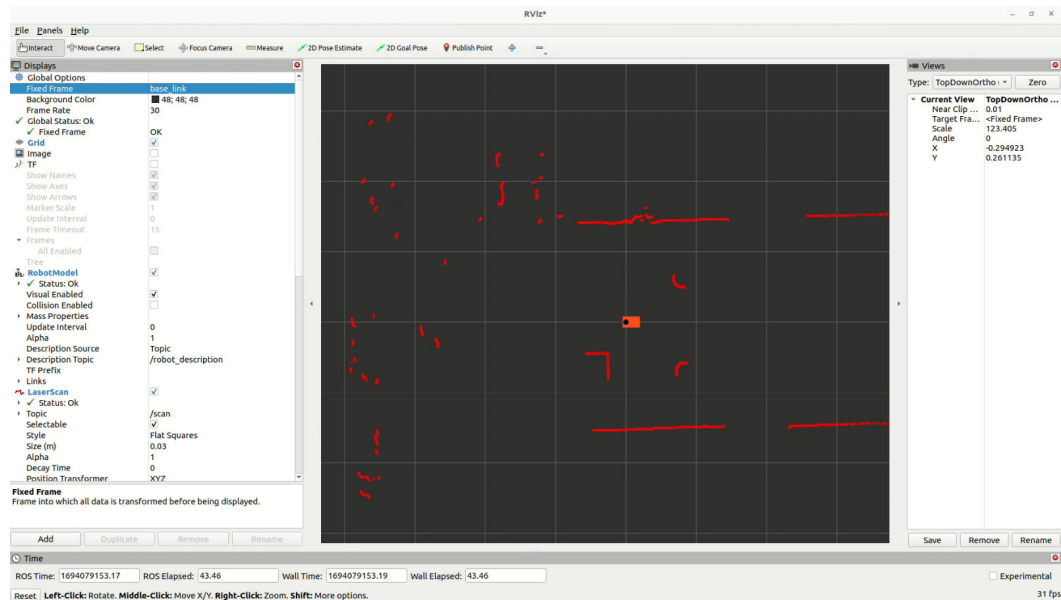 RViz*
File Panels Help
Interact Move Camera Select Focus Camera Measure 2D Pose Estimate 2D Goal Pose Publish Point
Displays
Global Options
Fixed Frame base_link
Background Color 48; 48; 48
Frame Rate 30
Global Status: Ok
Fixed Frame OK
Grid
Image
TF
Show Names
Show Axes
Show Arrows
Marker Scale 1
Update Interval 0
Frame Timeout 15
Frames
All Enabled
Tree
RobotModel
Status: Ok
Visual Enabled
Collision Enabled
Mass Properties
Update Interval 0
Alpha 1
Description Source Topic
Description Topic /robot_description
TF Prefix
Links
LaserScan
Status: Ok
Topic /scan
Selectable
Style Flat Squares
Size (m) 0.03
Alpha 1
Decay Time 0
Position Transformer XYZ
Fixed Frame
Frame into which all data is transformed before being displayed.
Add Duplicate Remove Rename
Views
Type: TopDownOrtho Zero
Current View TopDownOrtho ...
Near Clip ... 0.01
Target Fra... <Fixed Frame>
Scale 123.405
Angle 0
X -0.294923
Y 0.261135
Save Remove Rename
Time
ROS Time: 1694079153.17 ROS Elapsed: 43.46 Wall Time: 1694079153.19 Wall Elapsed: 43.46 Experimental
Reset Left-Click: Rotate. Middle-Click: Move X/Y. Right-Click: Zoom. Shift: More options. 31 fps